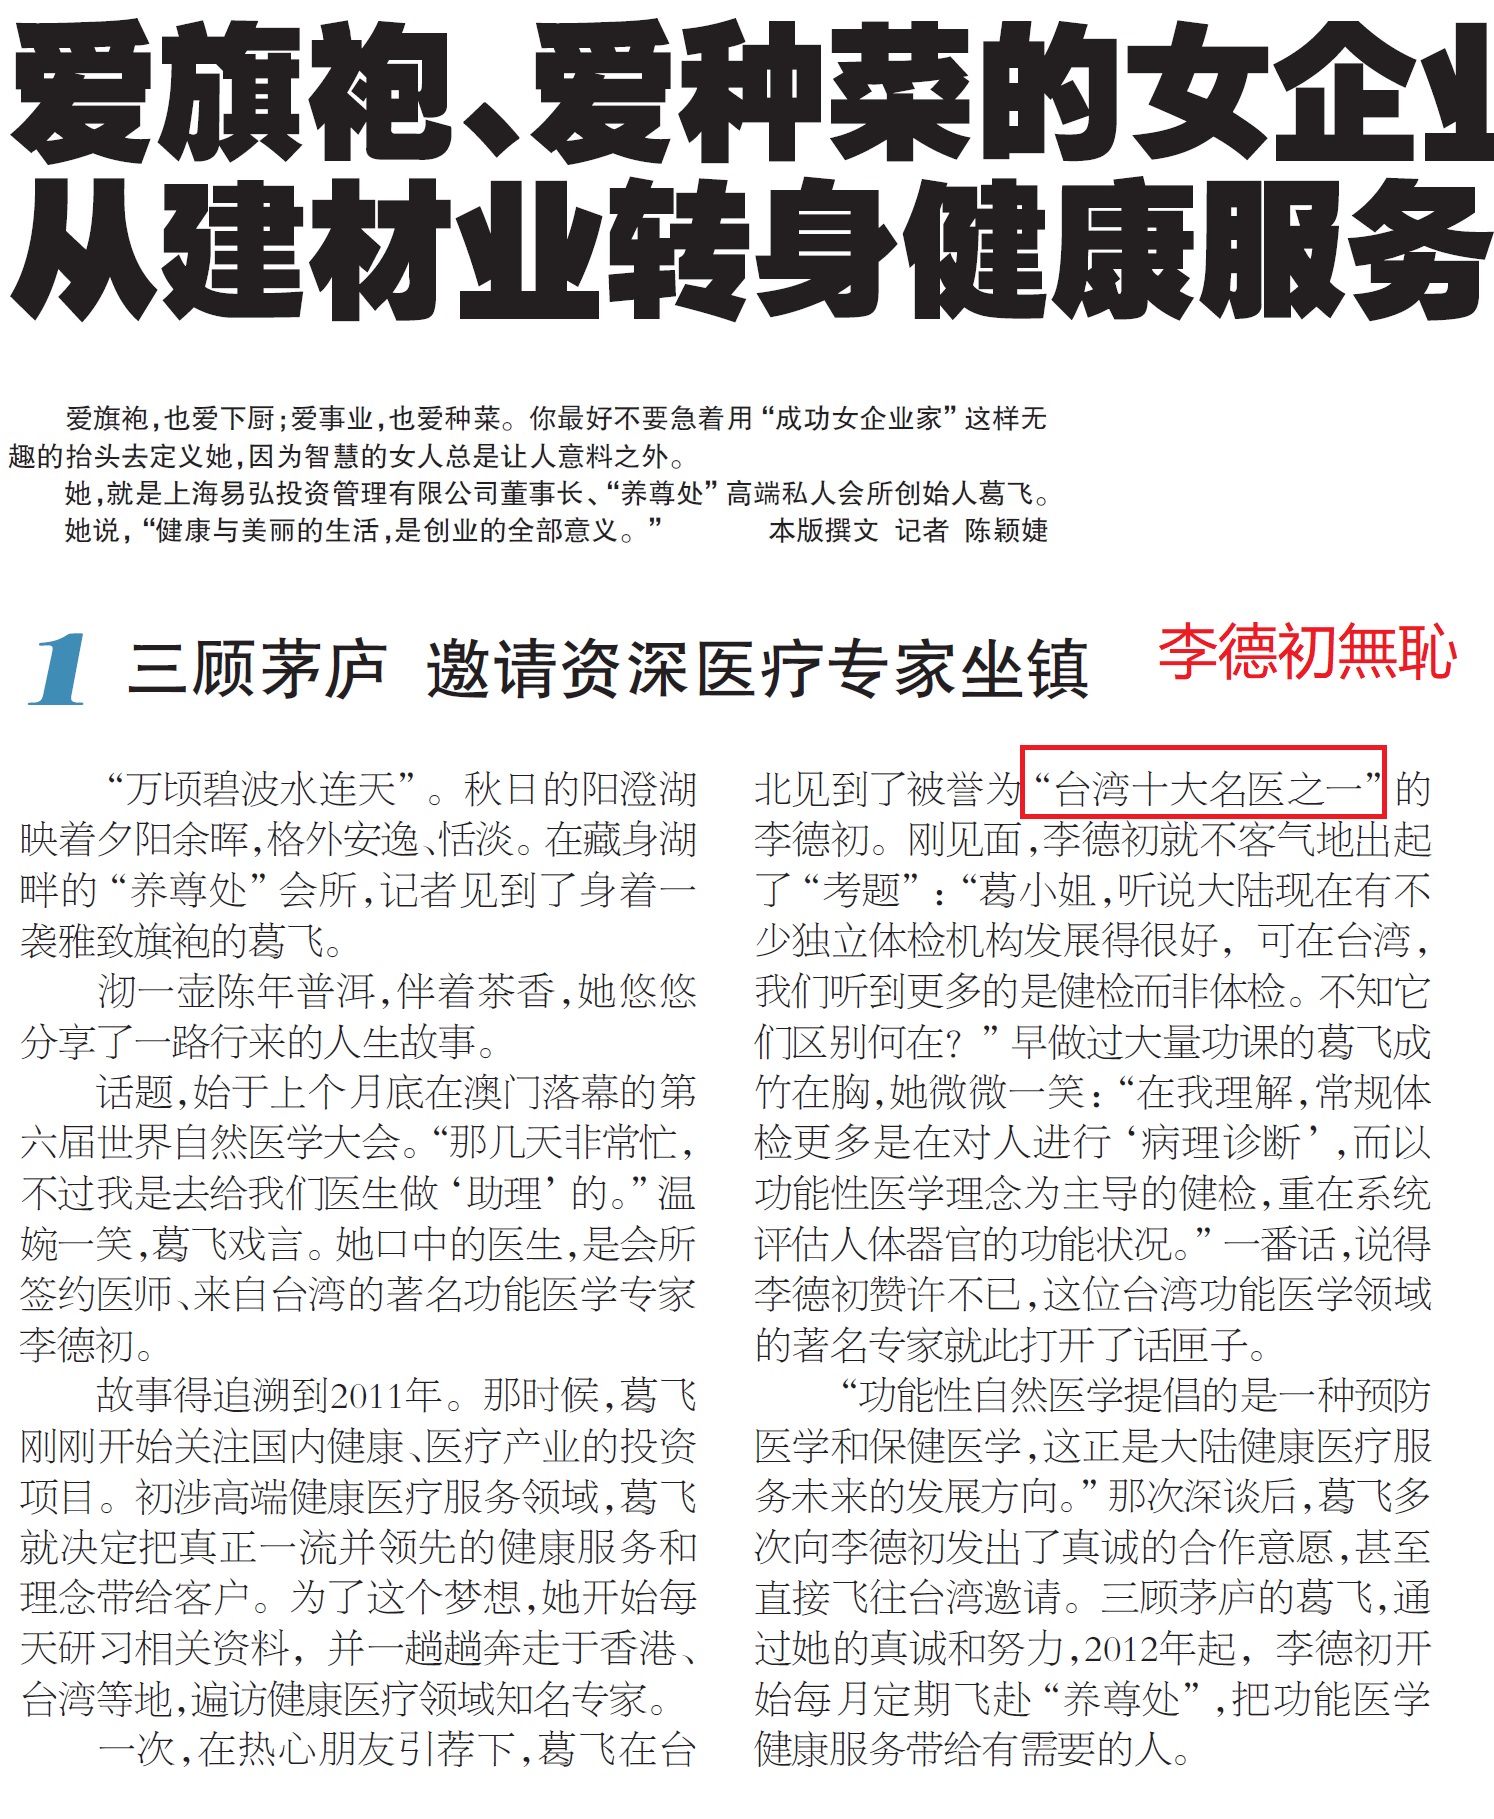 爱旗袍、爱种菜的女企业
从建材业转身健康服务
爱旗袍,也爱下厨;爱事业,也爱种菜。你最好不要急着用“成功女企业家”这样无
趣的抬头去定义她,因为智慧的女人总是让人意料之外。
她,就是上海易弘投资管理有限公司董事长、“养尊处”高端私人会所创始人葛飞。
她说,“健康与美丽的生活,是创业的全部意义。” 本版撰文 记者 陈颖婕
1 三顾茅庐 邀请资深医疗专家坐镇
李德初無恥
“万顷碧波水连天”。秋日的阳澄湖
映着夕阳余晖,格外安逸、恬淡。在藏身湖
畔的“养尊处”会所,记者见到了身着一
袭雅致旗袍的葛飞。
沏一壶陈年普洱,伴着茶香,她悠悠
分享了一路行来的人生故事。
话题,始于上个月底在澳门落幕的第
六届世界自然医学大会。“那几天非常忙,
不过我是去给我们医生做‘助理’的。”温
婉一笑,葛飞戏言。她口中的医生,是会所
签约医师、来自台湾的著名功能医学专家
李德初。
故事得追溯到2011年。那时候,葛飞
刚刚开始关注国内健康、医疗产业的投资
项目。初涉高端健康医疗服务领域,葛飞
就决定把真正一流并领先的健康服务和
理念带给客户。为了这个梦想,她开始每
天研习相关资料,并一趟趟奔走于香港、
台湾等地,遍访健康医疗领域知名专家。
一次,在热心朋友引荐下,葛飞在台
北见到了被誉为“台湾十大名医之一”的
李德初。刚见面,李德初就不客气地出起
了“考题”:“葛小姐,听说大陆现在有不
少独立体检机构发展得很好,可在台湾,
我们听到更多的是健检而非体检。不知它
们区别何在?”早做过大量功课的葛飞成
竹在胸,她微微一笑:“在我理解,常规体
检更多是在对人进行‘病理诊断’,而以
功能性医学理念为主导的健检,重在系统
评估人体器官的功能状况。”一番话,说得
李德初赞许不已,这位台湾功能医学领域
的著名专家就此打开了话匣子。
“功能性自然医学提倡的是一种预防
医学和保健医学,这正是大陆健康医疗服
务未来的发展方向。”那次深谈后,葛飞多
次向李德初发出了真诚的合作意愿,甚至
直接飞往台湾邀请。三顾茅庐的葛飞,通
过她的真诚和努力,2012年起,李德初开
始每月定期飞赴“养尊处”,把功能医学
健康服务带给有需要的人。